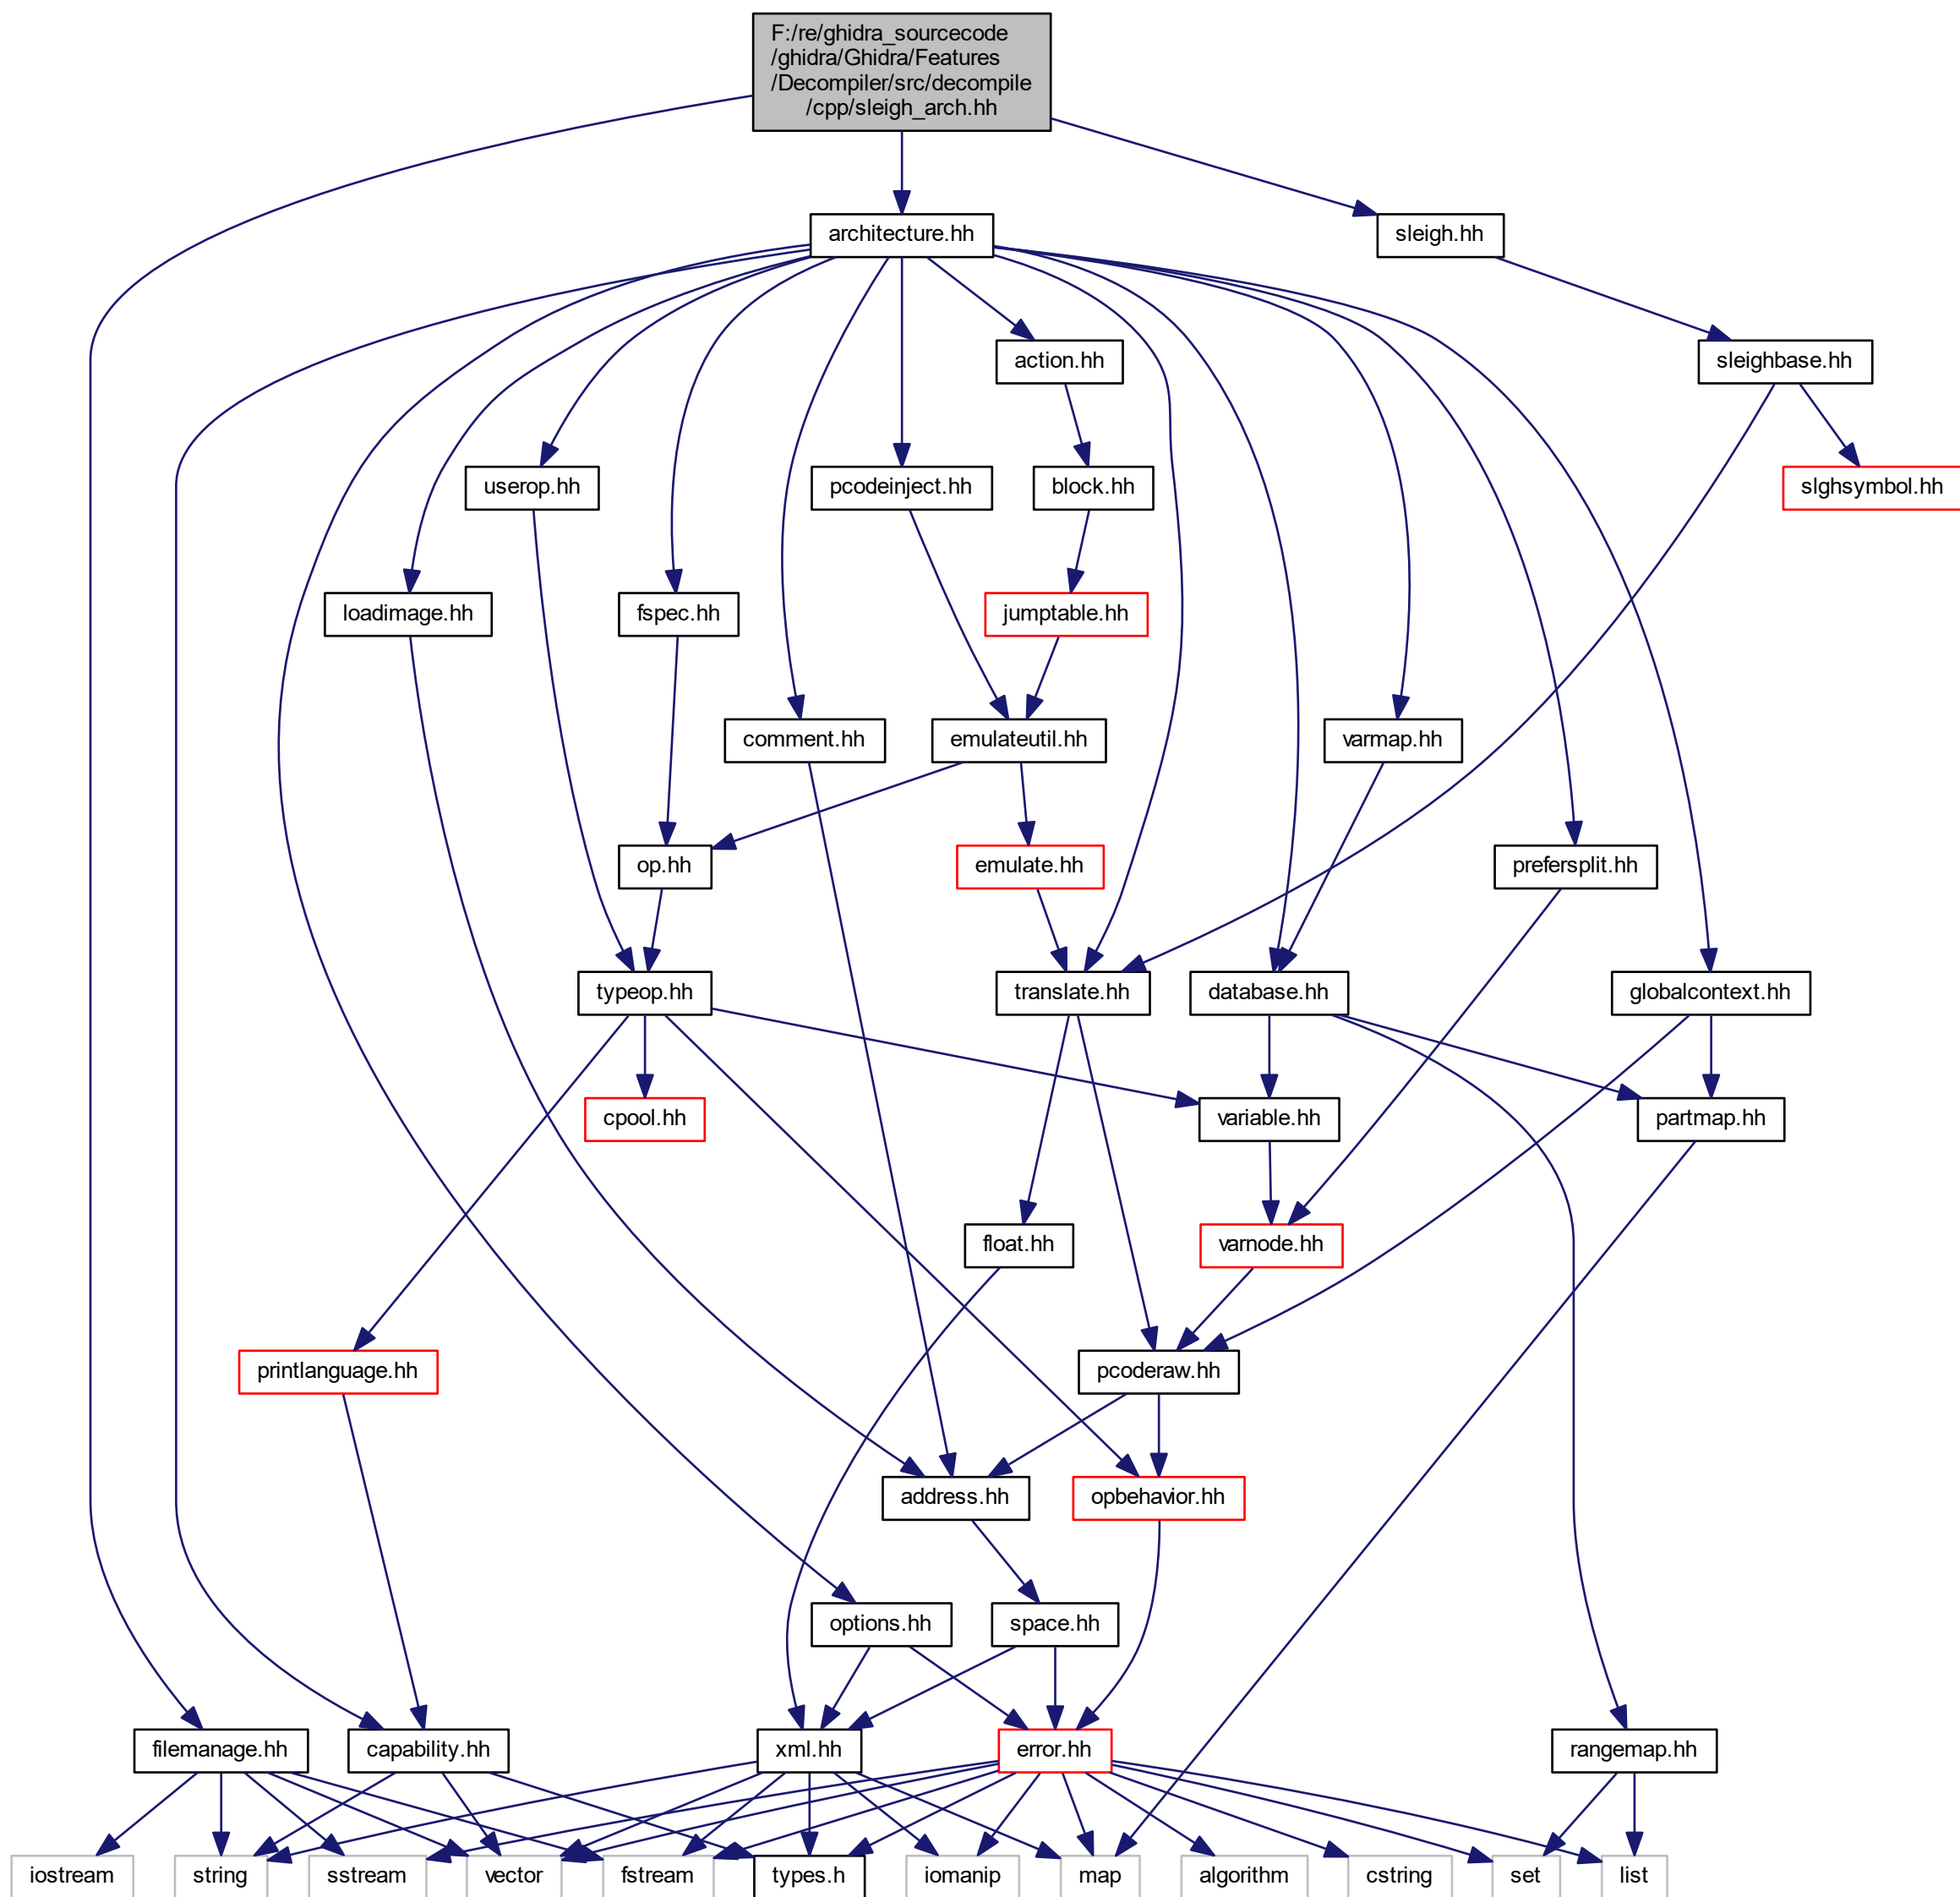 F:/re/ghidra_sourcecode
/ghidra/Ghidra/Features
/Decompiler/src/decompile
/cpp/sleigh_arch.hh
architecture.hh
sleigh.hh
action.hh
sleighbase.hh
userop.hh
pcodeinject.hh
block.hh
slghsymbol.hh
loadimage.hh
fspec.hh
jumptable.hh
comment.hh
emulateutil.hh
varmap.hh
op.hh
emulate.hh
prefersplit.hh
typeop.hh
translate.hh
database.hh
globalcontext.hh
cpool.hh
variable.hh
partmap.hh
float.hh
varnode.hh
printlanguage.hh
pcoderaw.hh
address.hh
opbehavior.hh
options.hh
space.hh
filemanage.hh
capability.hh
xml.hh
error.hh
rangemap.hh
iostream
string
sstream
vector
fstream
types.h
iomanip
map
algorithm
cstring
set
list